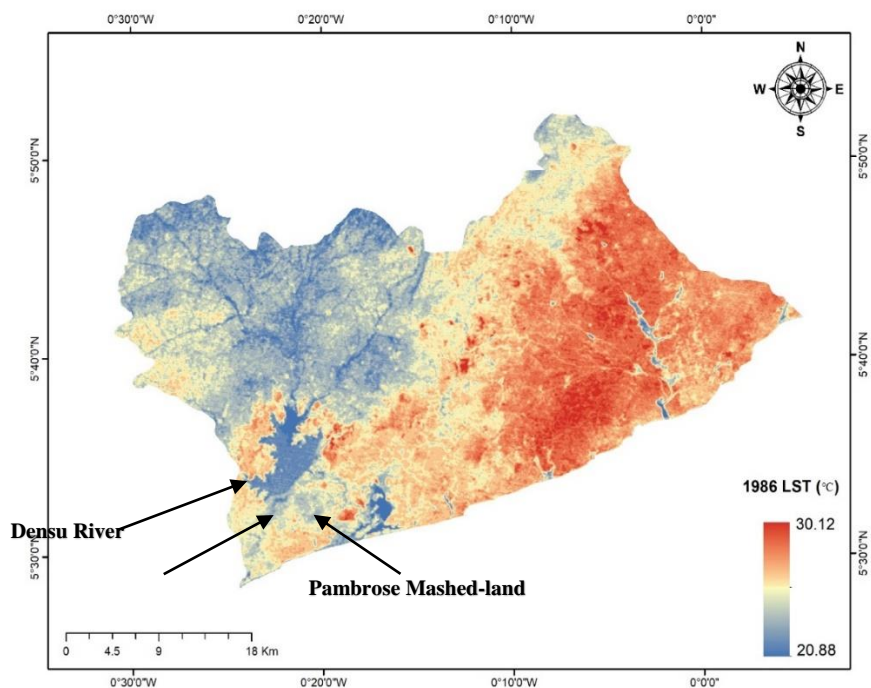 0°30'0"W 0°20'0"W 0°10'0"W 0°0'0"
N
W E
S
5°50'0"N 5°50'0"N
5°40'0"N 5°40'0"N
1986 LST (℃)
30.12
Densu River
5°30'0"N 5°30'0"N
Pambrose Mashed-land
20.88
0 4.5 9 18 Km
0°30'0"W 0°20'0"W 0°10'0"W 0°0'0"